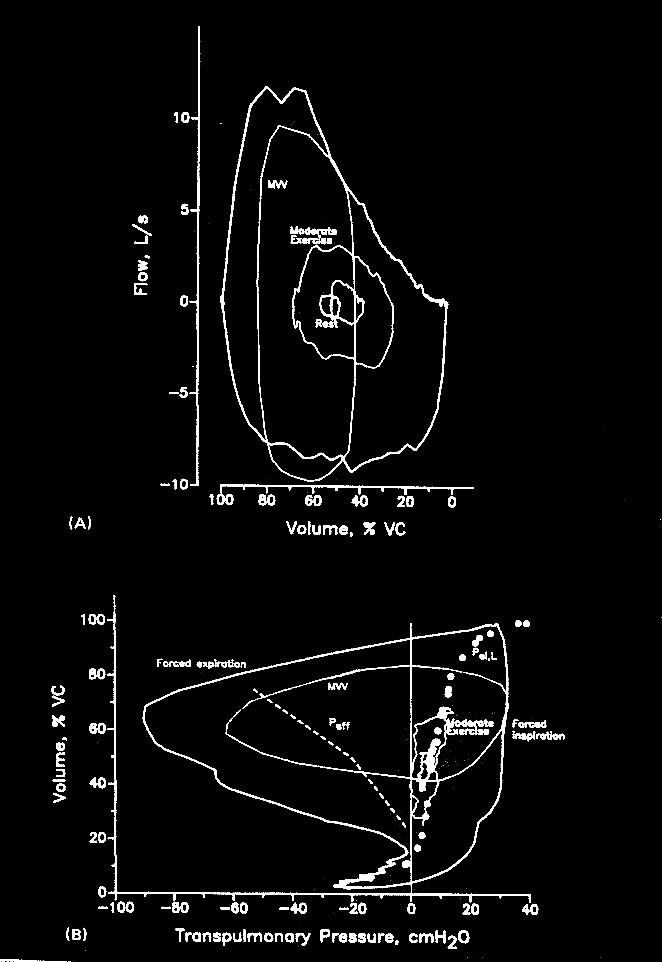 10
5
0
-5
-10
Flow, L/s
MVV
Moderate
Exercise
Rest
100 80 60 40 20 0
Volume, % VC
(A)
100
80
60
40
20
0
Volume, % VC
Forced expiration
MVV
Peff
Pel,L
Moderate
Exercise
Forced
inspiration
-100 -80 -60 -40 -20 0 20 40
Transpulmonary Pressure, cmH2O
(B)